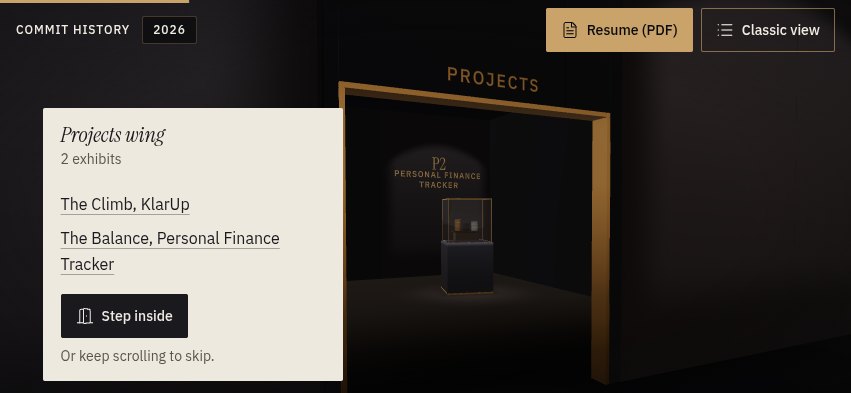 COMMIT HISTORY
2026
Resume (PDF)
Classic view
PROJECTS
Projects wing
2 exhibits
The Climb, KlarUp
The Balance, Personal Finance
Tracker
Step inside
Or keep scrolling to skip.
P2
PERSONAL FINANCE
TRACKER